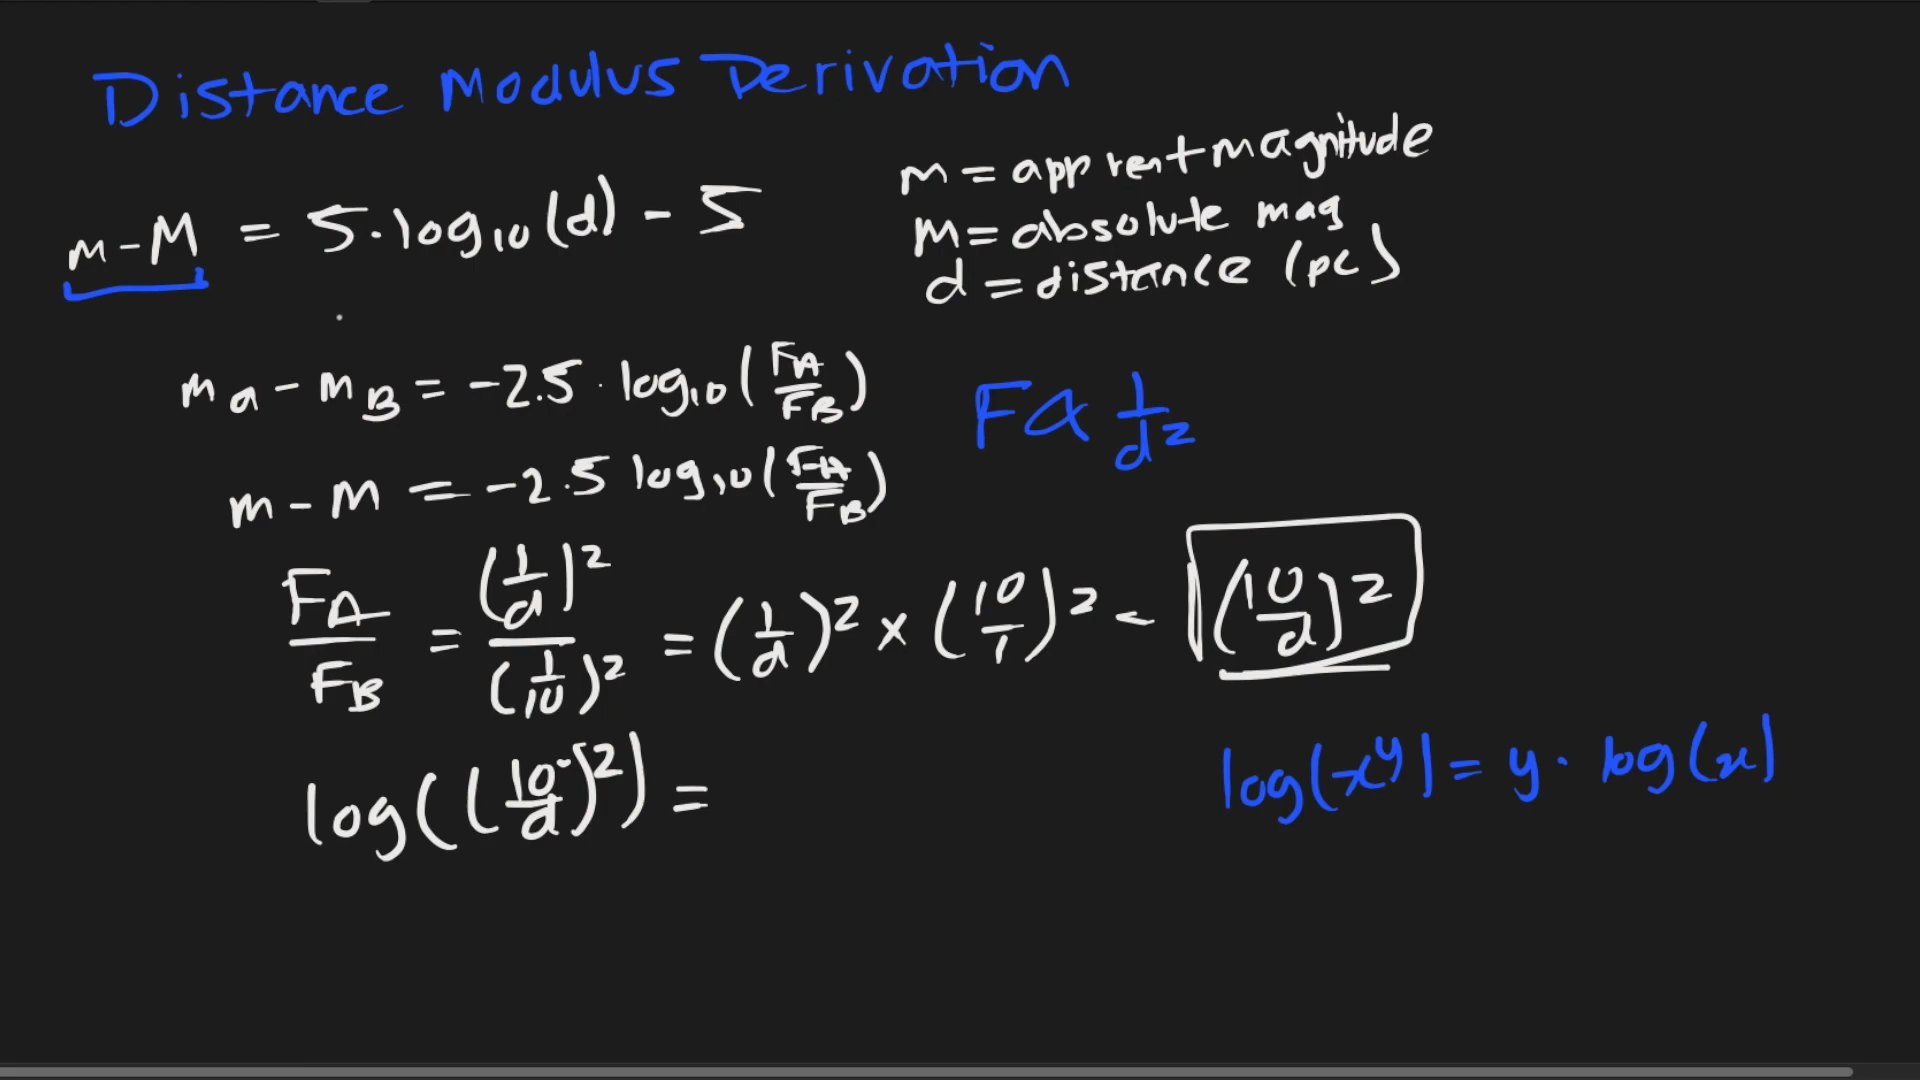 Distance Modulus Derivation
m - M = 5·log10(d) - 5
m = app rent magnitude
M = absolute mag
d = distance (pc)
ma - mB = -2.5·log10(FA/FB)
F α 1/d²
m - M = -2.5 log10(FA/FB)
FA/FB = (1/d)²/(1/10)² = (1/d)² × (10/1)² = (10/d)²
log((10/d)²) =
log(x^y) = y·log(x)